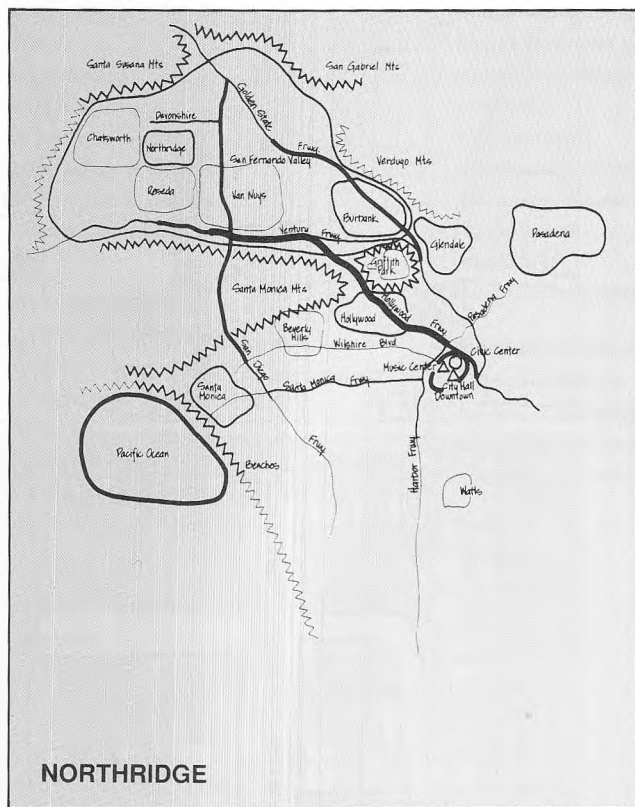 Santa Susana Mts
San Gabriel Mts
Golden State
Frwy
Devonshire
Chatsworth
Northridge
San Fernando Valley
Verdugo Mts
Reseda
Van Nuys
Burbank
Ventura Frwy
Glendale
Pasadena
Griffith
Park
Santa Monica Mts
Hollywood
Frwy
Pasadena Frwy
Hollywood
Beverly
Hills
Wilshire Blvd
Civic Center
Music Center
City Hall
Downtown
San Diego
Frwy
Santa
Monica
Santa Monica Frwy
Pacific Ocean
Beaches
Harbor Frwy
Watts
NORTHRIDGE